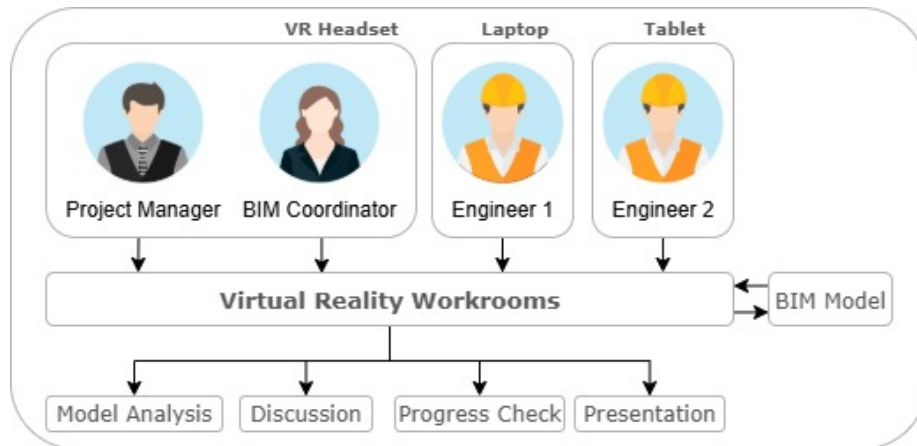 VR Headset Laptop Tablet
Project Manager BIM Coordinator Engineer 1 Engineer 2
Virtual Reality Workrooms BIM Model
Model Analysis Discussion Progress Check Presentation